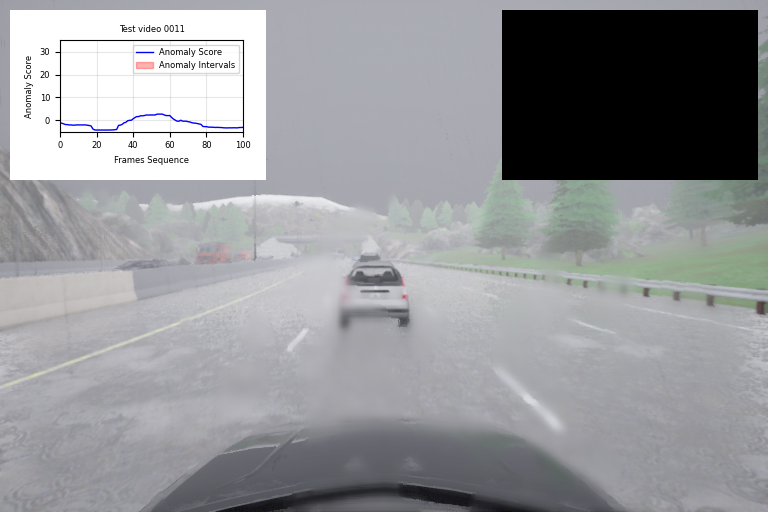 Test video 0011
Anomaly Score
30
20
10
0
Anomaly Score
Anomaly Intervals
0 20 40 60 80 100
Frames Sequence